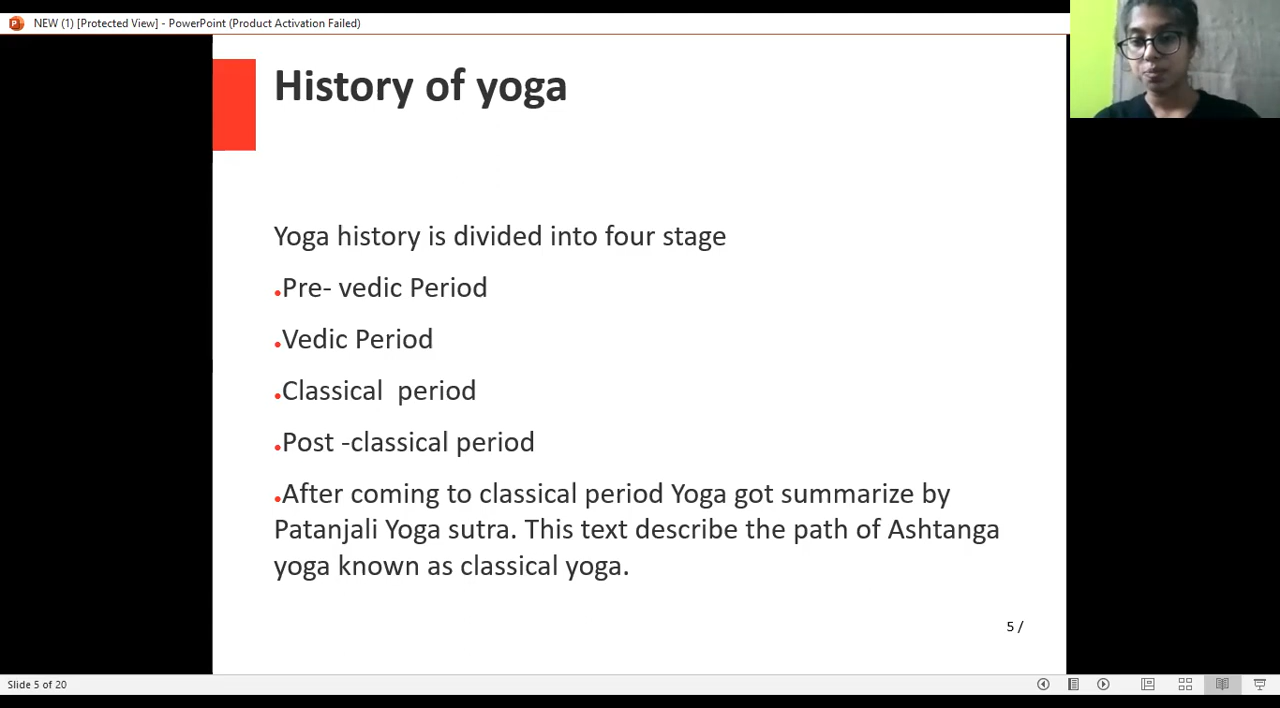 NEW (1) [Protected View] - PowerPoint (Product Activation Failed)
History of yoga
Yoga history is divided into four stage
•Pre- vedic Period
•Vedic Period
•Classical  period
•Post -classical period
•After coming to classical period Yoga got summarize by
Patanjali Yoga sutra. This text describe the path of Ashtanga
yoga known as classical yoga.
5 /
Slide 5 of 20